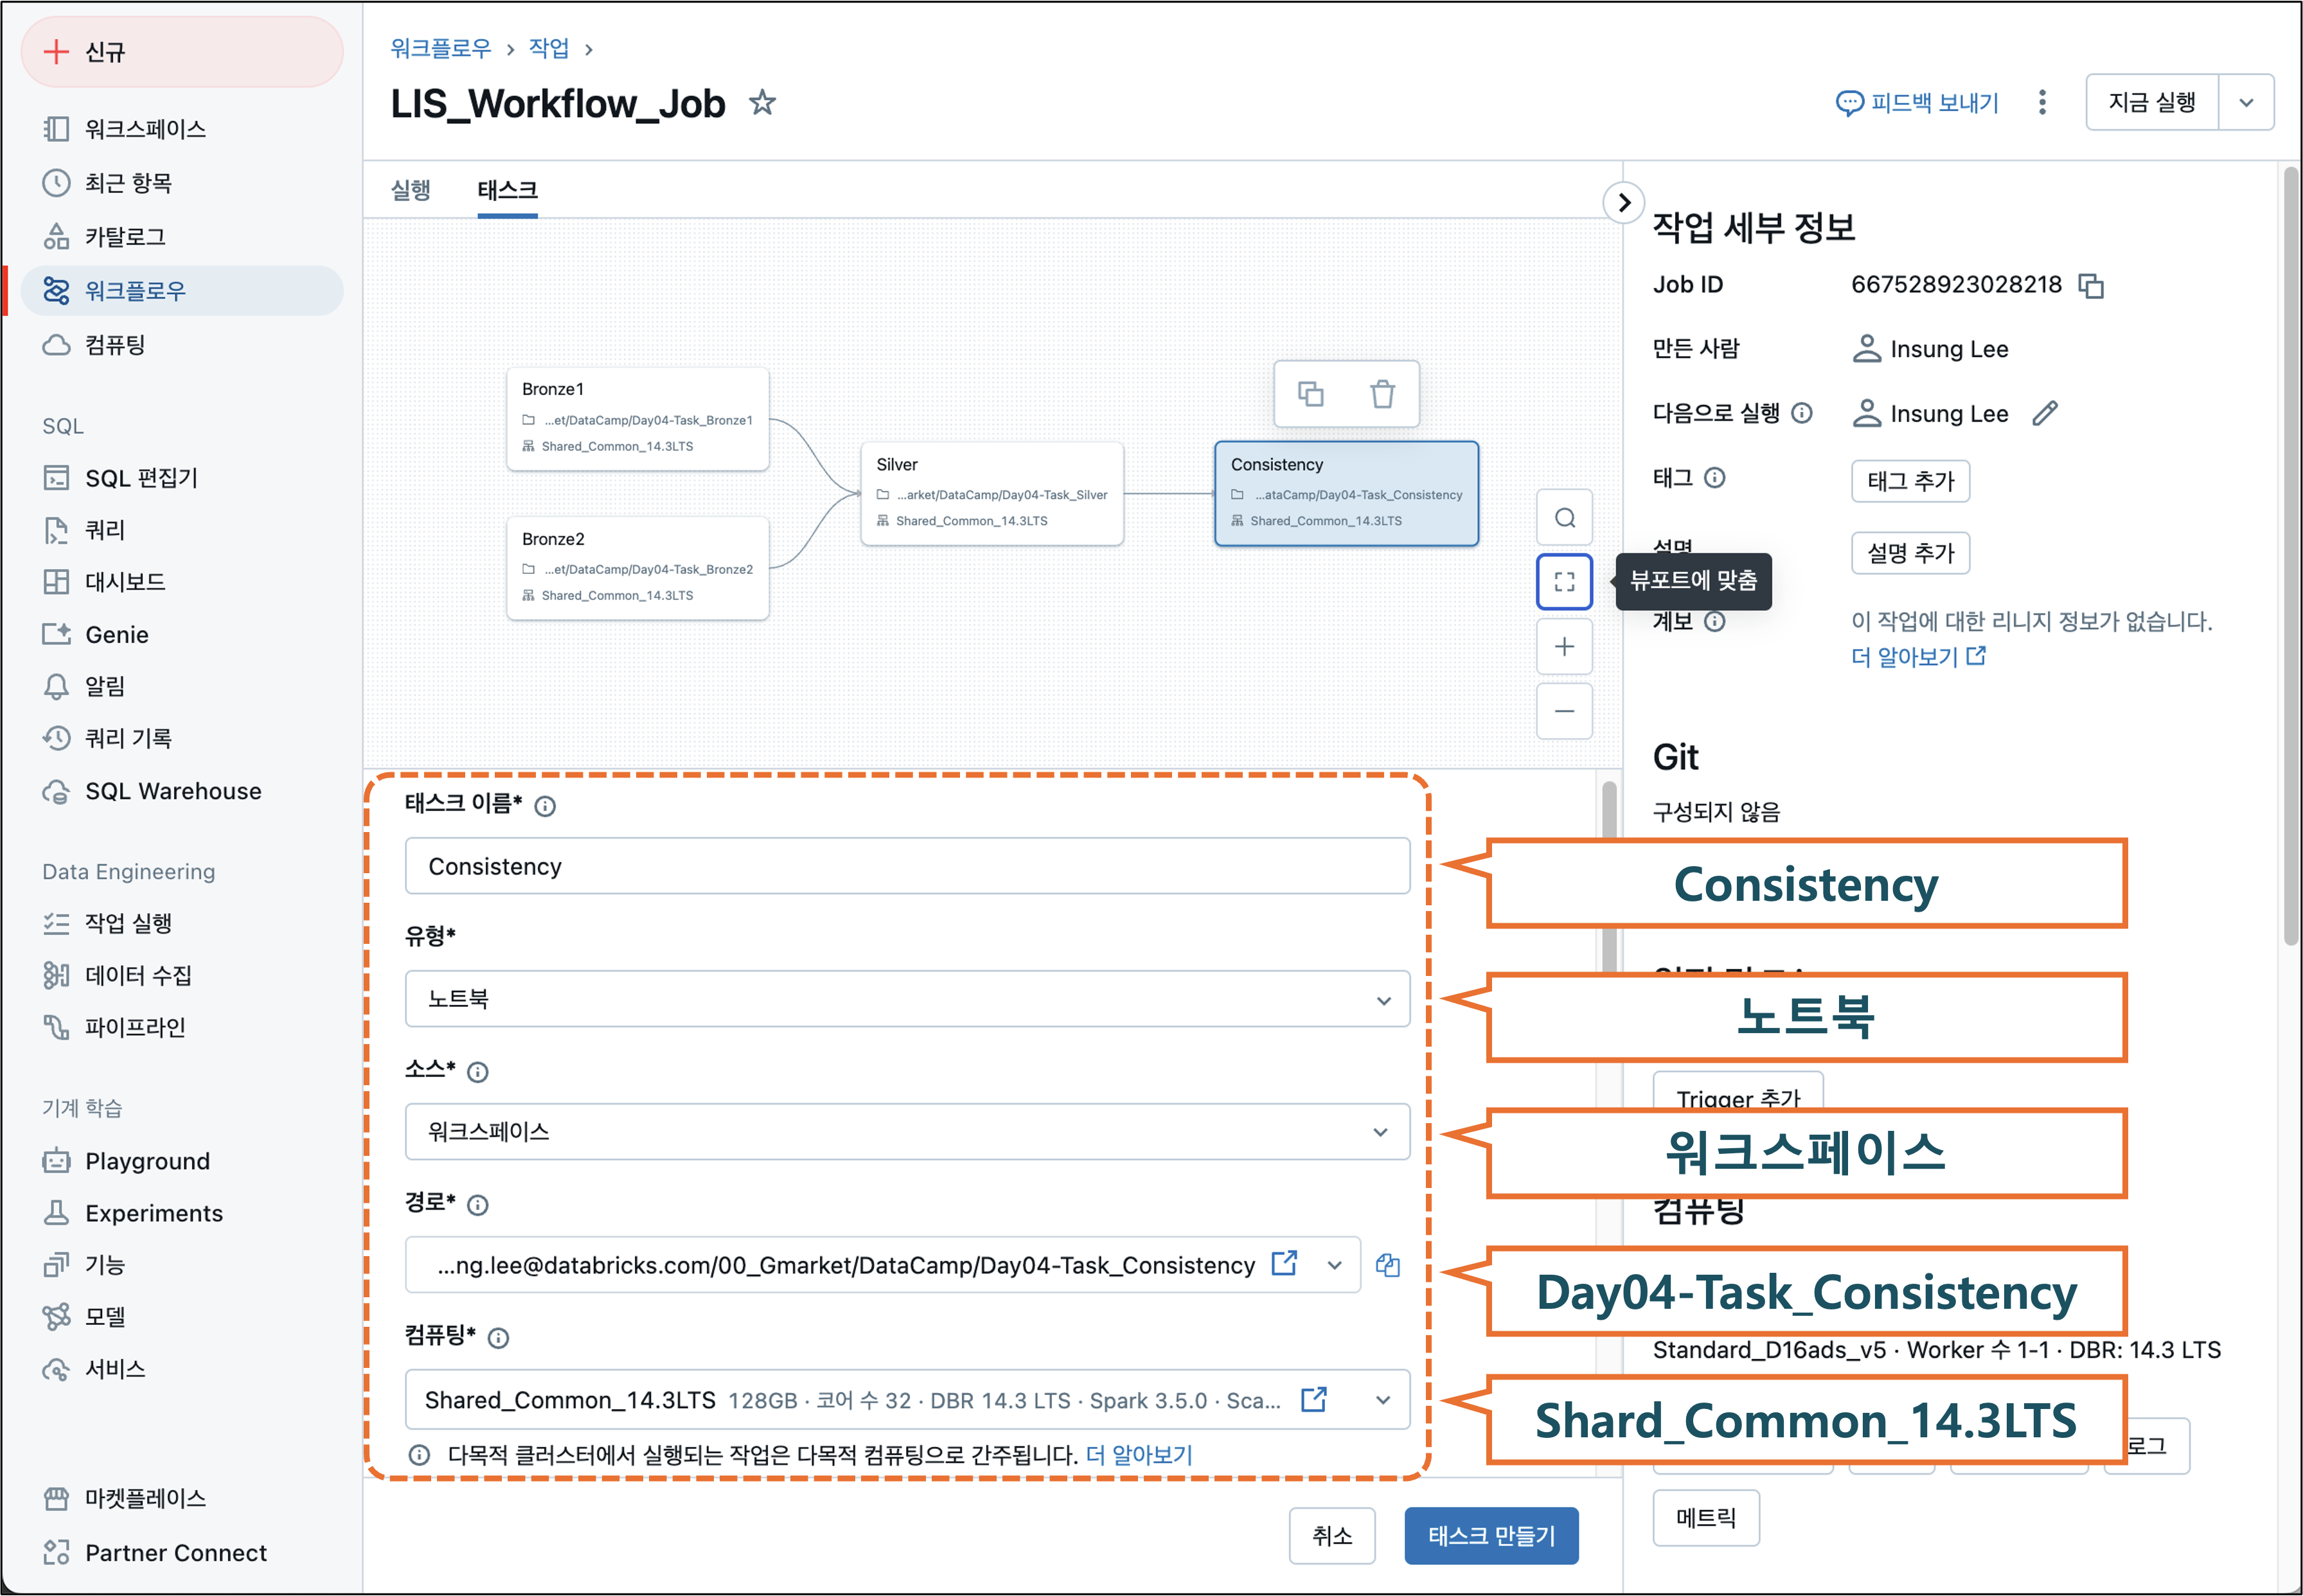 신규
워크스페이스
최근 항목
카탈로그
워크플로우
컴퓨팅
SQL
SQL 편집기
쿼리
대시보드
Genie
알림
쿼리 기록
SQL Warehouse
Data Engineering
작업 실행
데이터 수집
파이프라인
기계 학습
Playground
Experiments
기능
모델
서비스
마켓플레이스
Partner Connect
워크플로우 › 작업 ›
LIS_Workflow_Job
피드백 보내기
지금 실행
실행 태스크
Bronze1
...et/DataCamp/Day04-Task_Bronze1
Shared_Common_14.3LTS
Bronze2
...et/DataCamp/Day04-Task_Bronze2
Shared_Common_14.3LTS
Silver
...arket/DataCamp/Day04-Task_Silver
Shared_Common_14.3LTS
Consistency
...ataCamp/Day04-Task_Consistency
Shared_Common_14.3LTS
뷰포트에 맞춤
태스크 이름*
Consistency
유형*
노트북
소스*
워크스페이스
경로*
...ng.lee@databricks.com/00_Gmarket/DataCamp/Day04-Task_Consistency
컴퓨팅*
Shared_Common_14.3LTS 128GB · 코어 수 32 · DBR 14.3 LTS · Spark 3.5.0 · Sca...
다목적 클러스터에서 실행되는 작업은 다목적 컴퓨팅으로 간주됩니다. 더 알아보기
취소
태스크 만들기
작업 세부 정보
Job ID 667528923028218
만든 사람 Insung Lee
다음으로 실행 Insung Lee
태그 태그 추가
설명 설명 추가
계보 이 작업에 대한 리니지 정보가 없습니다.
더 알아보기
Git
구성되지 않음
Consistency
노트북
Trigger 추가
워크스페이스
컴퓨팅
Day04-Task_Consistency
Standard_D16ads_v5 · Worker 수 1-1 · DBR: 14.3 LTS
Shard_Common_14.3LTS
로그
메트릭